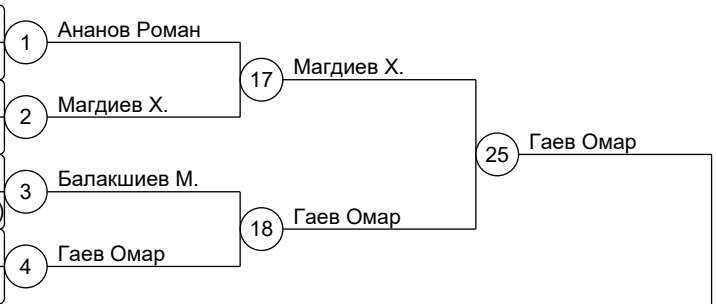 1 Ананов Роман
17 Магдиев Х.
2 Магдиев Х.
25 Гаев Омар
3 Балакшиев М.
18 Гаев Омар
4 Гаев Омар